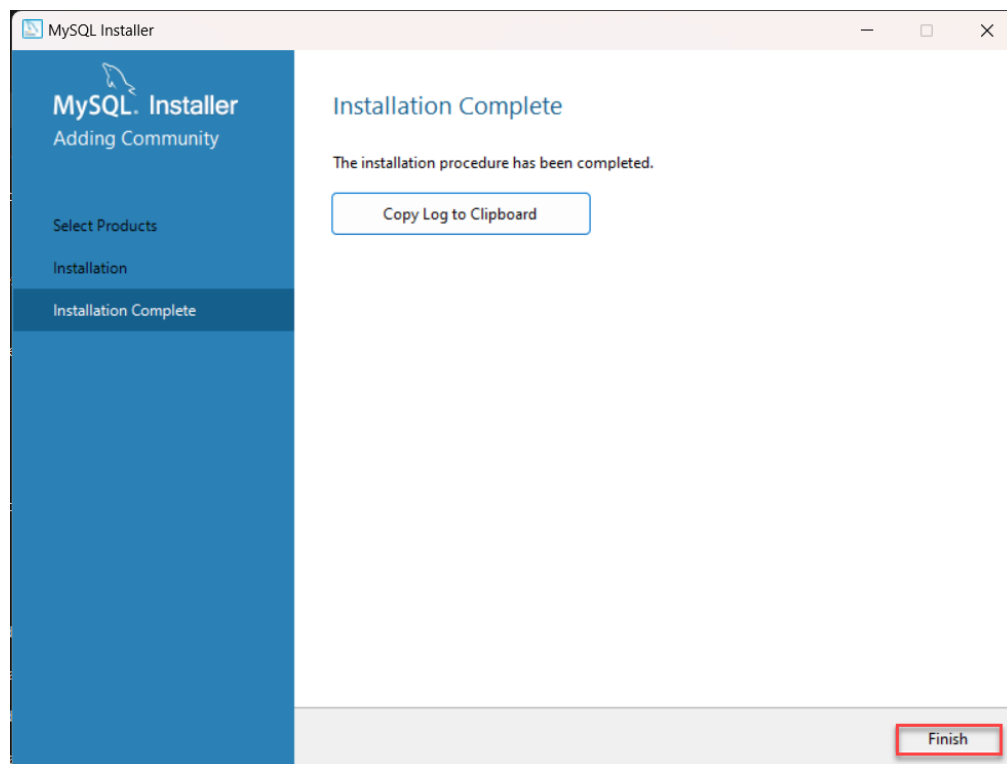 MySQL Installer
MySQL. Installer
Adding Community
Select Products
Installation
Installation Complete
Installation Complete
The installation procedure has been completed.
Copy Log to Clipboard
Finish